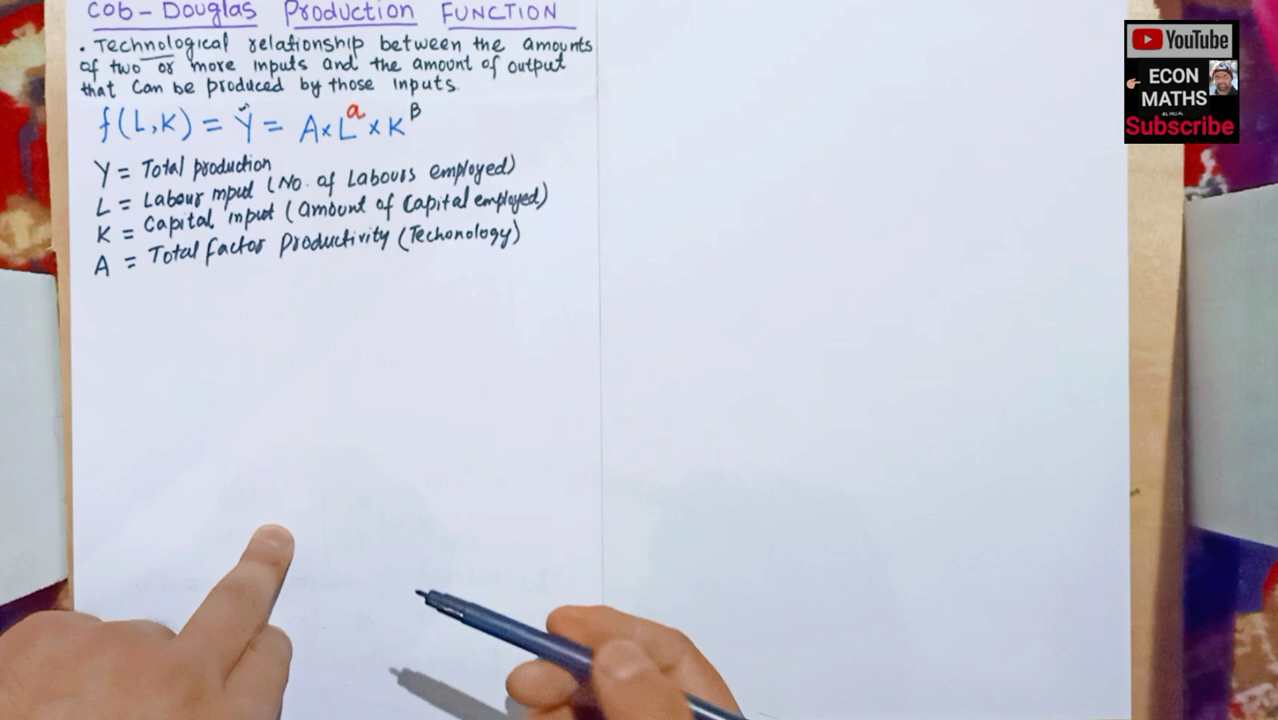 Cob-Douglas Production FUNCTION
• Technological relationship between the amounts
of two or more inputs and the amount of output
that can be produced by those inputs.
f(L,K) = Y = A×L^a×K^β
Y = Total production
L = Labour input (No. of Labours employed)
K = Capital input (amount of Capital employed)
A = Total factor Productivity (Techonology)
YouTube
ECON
MATHS
Subscribe